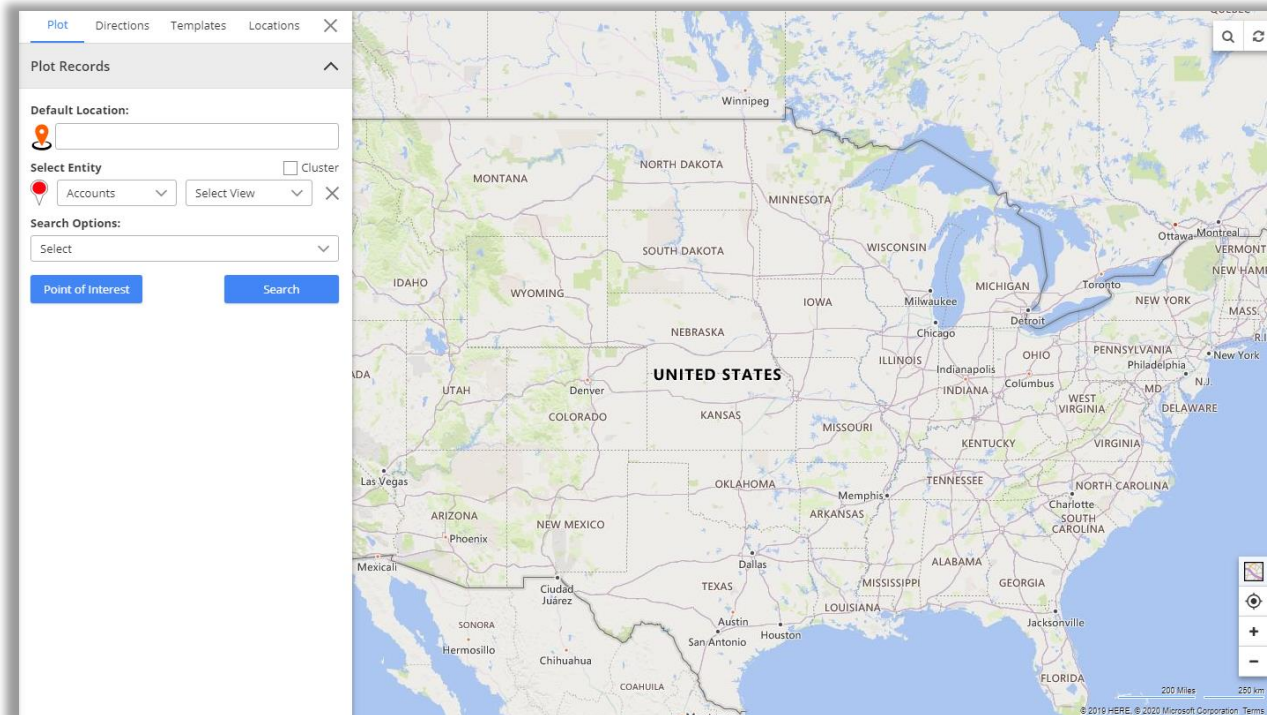 Plot Directions Templates Locations
Plot Records
Default Location:
Select Entity Cluster
Accounts Select View
Search Options:
Select
Point of Interest Search
Winnipeg
NORTH DAKOTA
MONTANA
MINNESOTA
Ottawa Montreal
VERMONT
SOUTH DAKOTA WISCONSIN
NEW HAM
IDAHO WYOMING MICHIGAN Toronto
IOWA Milwaukee NEW YORK
MASS.
Detroit
NEBRASKA Chicago
R.I
PENNSYLVANIA New York
ILLINOIS OHIO
Philadelphia
Indianapolis
UNITED STATES
N.J.
UTAH Denver INDIANA Columbus MD.
WEST
VIRGINIA
DELAWARE
COLORADO KANSAS
MISSOURI
KENTUCKY VIRGINIA
Las Vegas OKLAHOMA TENNESSEE NORTH CAROLINA
Memphis
Charlotte
ARIZONA NEW MEXICO ARKANSAS SOUTH
CAROLINA
Phoenix
Mexicali Dallas ALABAMA
Ciudad
Juárez
TEXAS MISSISSIPPI GEORGIA
LOUISIANA
SONORA Austin Jacksonville
San Antonio Houston
Hermosillo
Chihuahua
FLORIDA
COAHUILA
200 Miles 250 km
© 2019 HERE, © 2020 Microsoft Corporation Terms